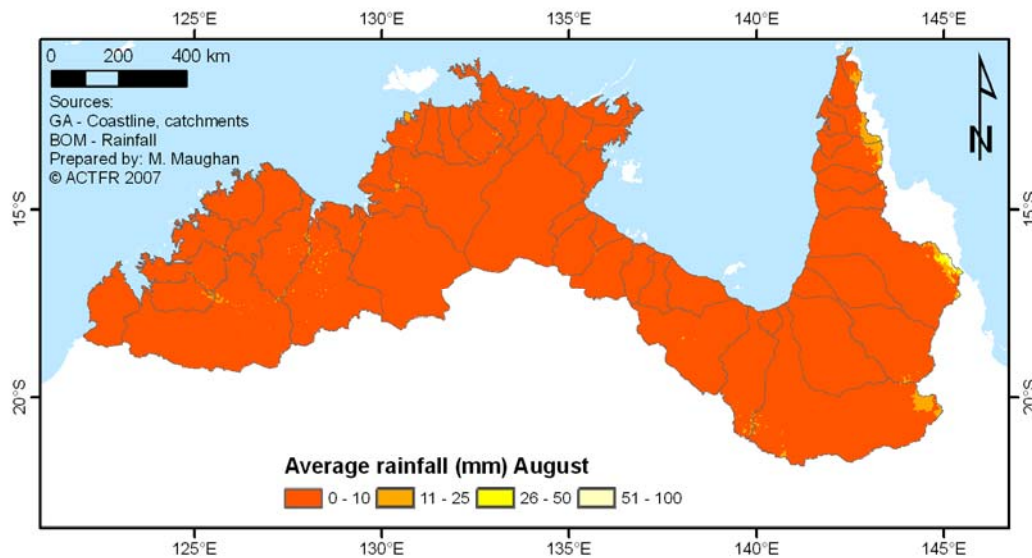 125°E 130°E 135°E 140°E 145°E
0 200 400 km
Sources:
GA - Coastline, catchments
BOM - Rainfall
Prepared by: M. Maughan
© ACTFR 2007
N
15°S 15°S
20°S 20°S
Average rainfall (mm) August
0 - 10 11 - 25 26 - 50 51 - 100
125°E 130°E 135°E 140°E 145°E